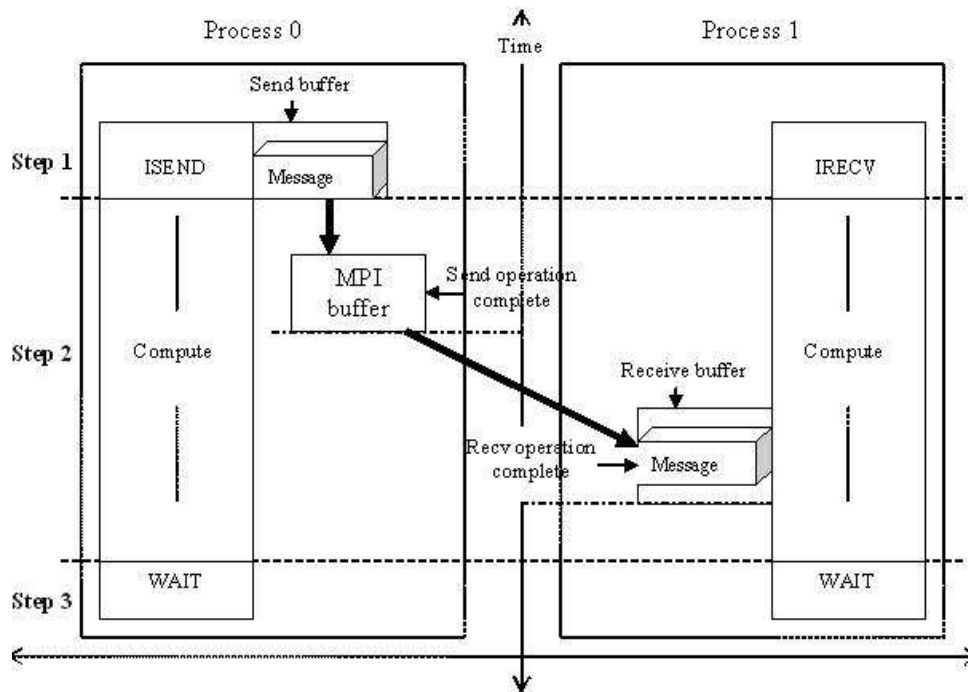 Process 0
Time
Process 1
Send buffer
Step 1
ISEND
Message
IRECV
MPI
buffer
Send operation
complete
Step 2
Compute
Compute
Receive buffer
Recv operation
complete
Message
WAIT
WAIT
Step 3